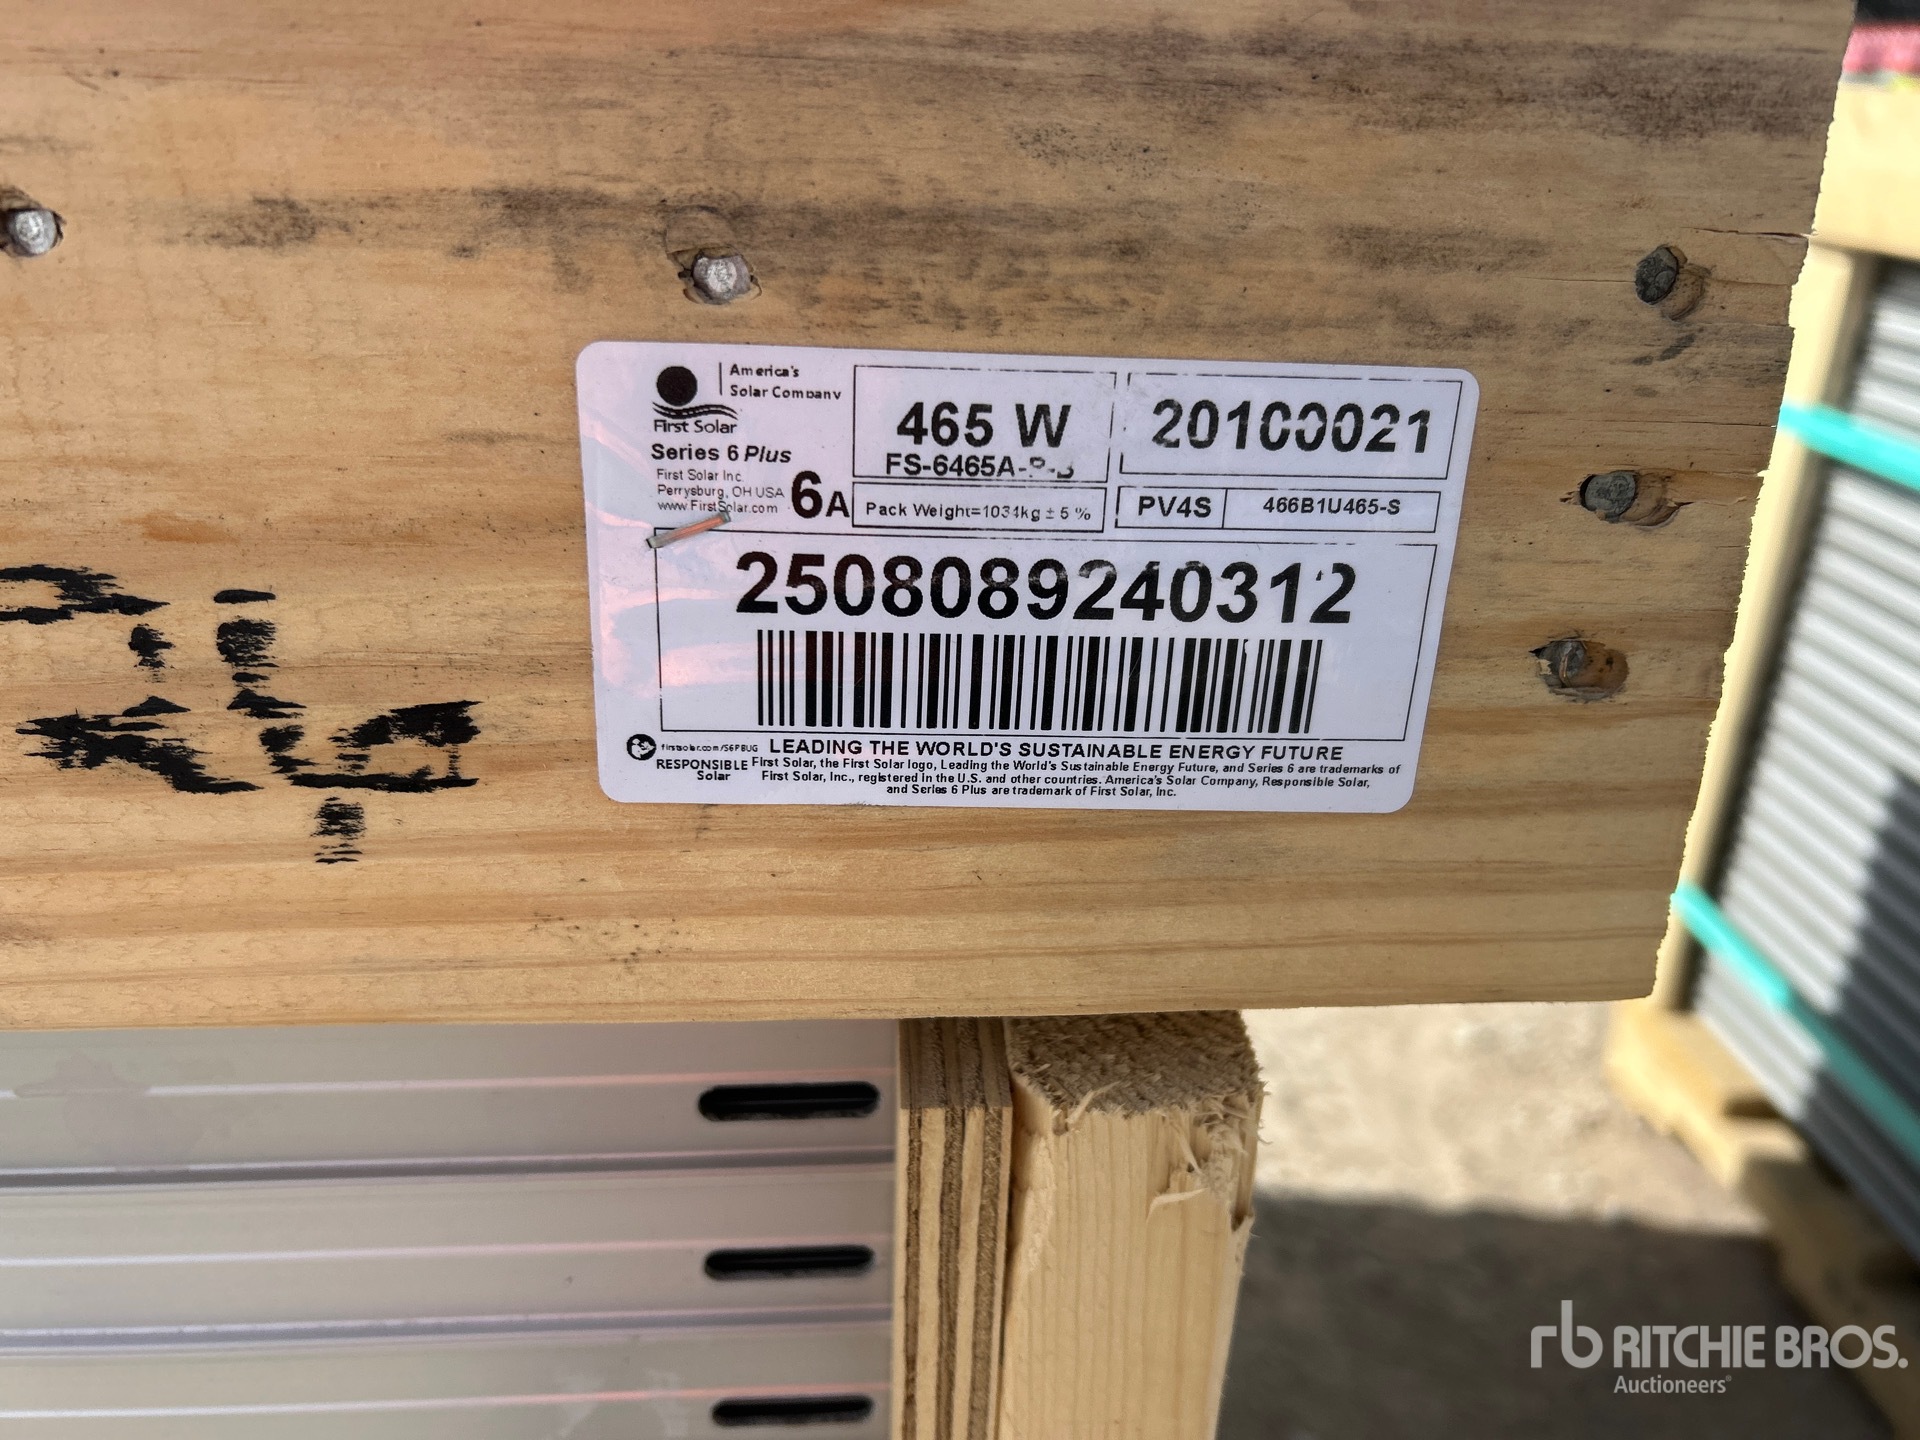 America's
Solar Company
First Solar
Series 6 Plus
First Solar Inc.
Perrysburg, OH USA
www.FirstSolar.com
6A
465 W
FS-6465A-
Pack Weight=1034kg ± 5 %
20100021
PV4S
466B1U465-S
2508089240312
firstsolar.com/S6PBUG
RESPONSIBLE
Solar
LEADING THE WORLD'S SUSTAINABLE ENERGY FUTURE
First Solar, the First Solar logo, Leading the World's Sustainable Energy Future, and Series 6 are trademarks of
First Solar, Inc., registered in the U.S. and other countries. America's Solar Company, Responsible Solar,
and Series 6 Plus are trademark of First Solar, Inc.
rb RITCHIE BROS.
Auctioneers